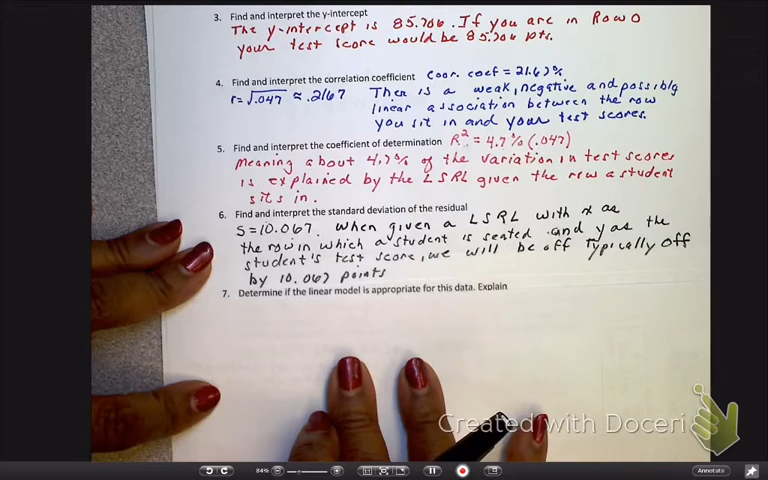 3. Find and interpret the y-intercept
The y-intercept is 85.706. If you are in Row 0
your test score would be 85.706 pts.
4. Find and interpret the correlation coefficient Coor. coef = 21.67%
r=√.047 ≈ .2167 There is a weak, negative and possibly
linear association between the row
you sit in and your test scores.
5. Find and interpret the coefficient of determination R² = 4.7% (.047)
meaning about 4.7% of the variation in test scores
is explained by the LSRL given the row a student
sits in.
6. Find and interpret the standard deviation of the residual
S=10.067. When given a LSRL with x as
the row in which a student is seated and y as the
student's test score, we will be off typically off
by 10.067 points
7. Determine if the linear model is appropriate for this data. Explain
Created with Doceri
84%
1:1
Annotate